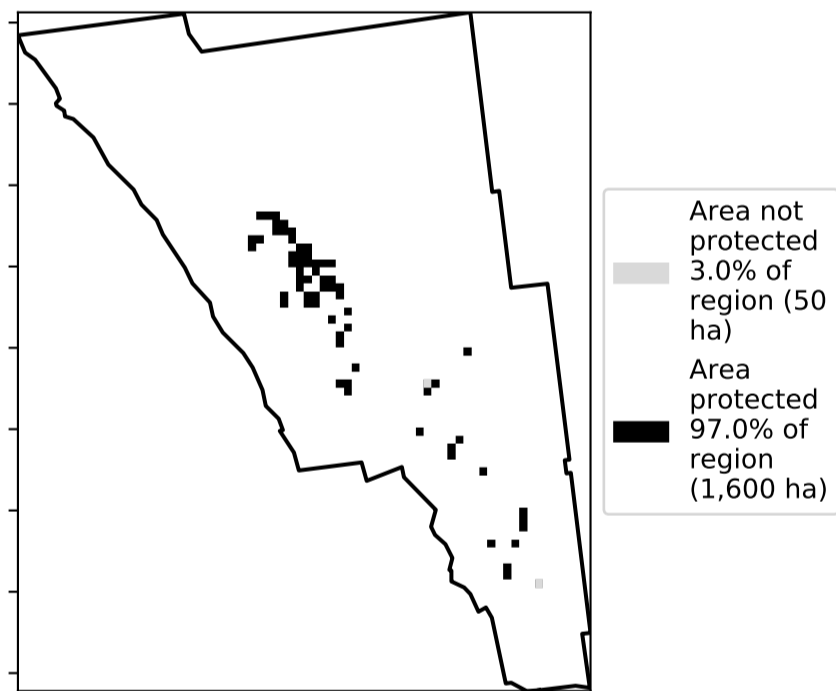 Area not
protected
3.0% of
region (50
ha)
Area
protected
97.0% of
region
(1,600 ha)